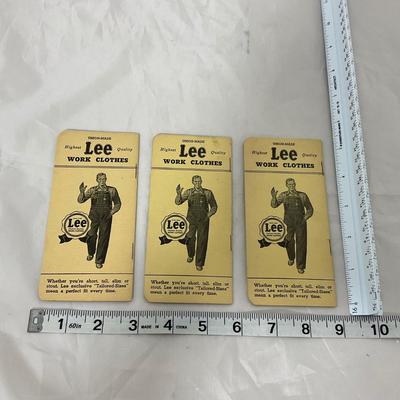 UNION-MADE
Highest Lee Quality
WORK CLOTHES
Lee
Whether you're short, tall, slim or
stout, Lee exclusive "Tailored-Sizes"
mean a perfect fit every time.
UNION-MADE
Highest Lee Quality
WORK CLOTHES
Lee
Whether you're short, tall, slim or
stout, Lee exclusive "Tailored-Sizes"
mean a perfect fit every time.
UNION-MADE
Highest Lee Quality
WORK CLOTHES
Lee
Whether you're short, tall, slim or
stout, Lee exclusive "Tailored-Sizes"
mean a perfect fit every time.
1 60in 2 3 MADE IN 4 CHINA 5 6 7 8 9 10
16